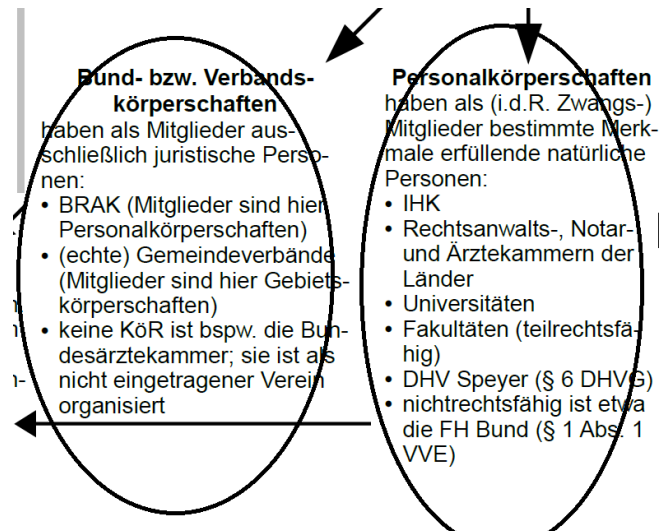 Bund- bzw. Verbands-
körperschaften
haben als Mitglieder aus-
schließlich juristische Perso-
nen:
• BRAK (Mitglieder sind hier
Personalkörperschaften)
• (echte) Gemeindeverbände
(Mitglieder sind hier Gebiets-
körperschaften)
• keine KöR ist bspw. die Bun-
desärztekammer; sie ist als
nicht eingetragener Verein
organisiert
Personalkörperschaften
haben als (i.d.R. Zwangs-)
Mitglieder bestimmte Merk-
male erfüllende natürliche
Personen:
• IHK
• Rechtsanwalts-, Notar-
und Ärztekammern der
Länder
• Universitäten
• Fakultäten (teilrechtsfä-
hig)
• DHV Speyer (§ 6 DHVG)
• nichtrechtsfähig ist etwa
die FH Bund (§ 1 Abs. 1
VVE)